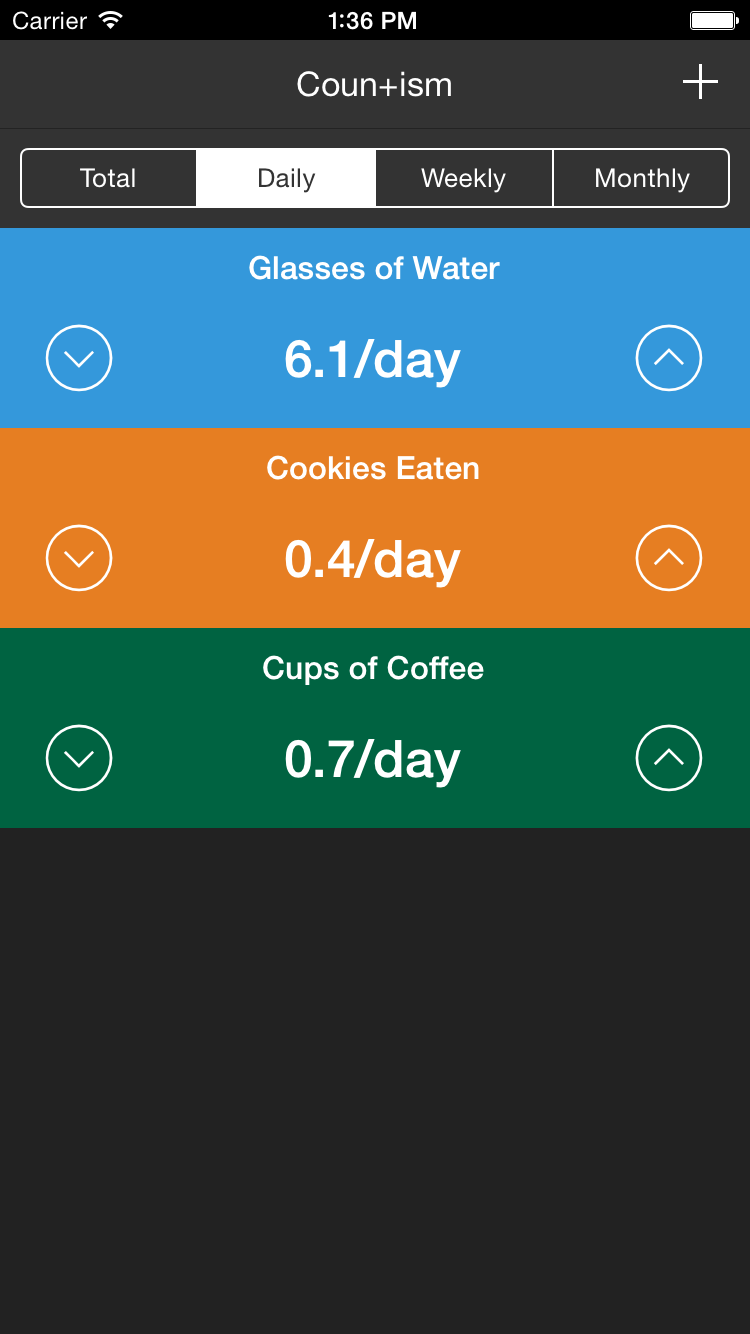 Carrier 1:36 PM
Coun+ism
Total Daily Weekly Monthly
Glasses of Water
6.1/day
Cookies Eaten
0.4/day
Cups of Coffee
0.7/day